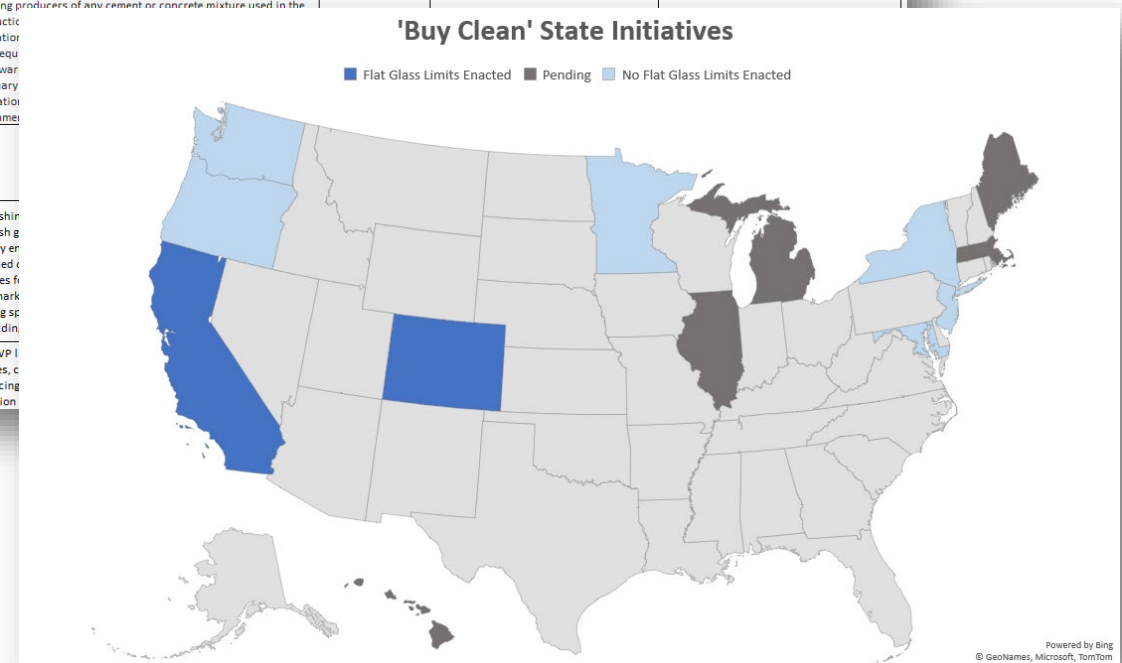 ng producers of any cement or concrete mixture used in the
'Buy Clean' State Initiatives
Flat Glass Limits Enacted Pending No Flat Glass Limits Enacted
Powered by Bing
© GeoNames, Microsoft, TomTom